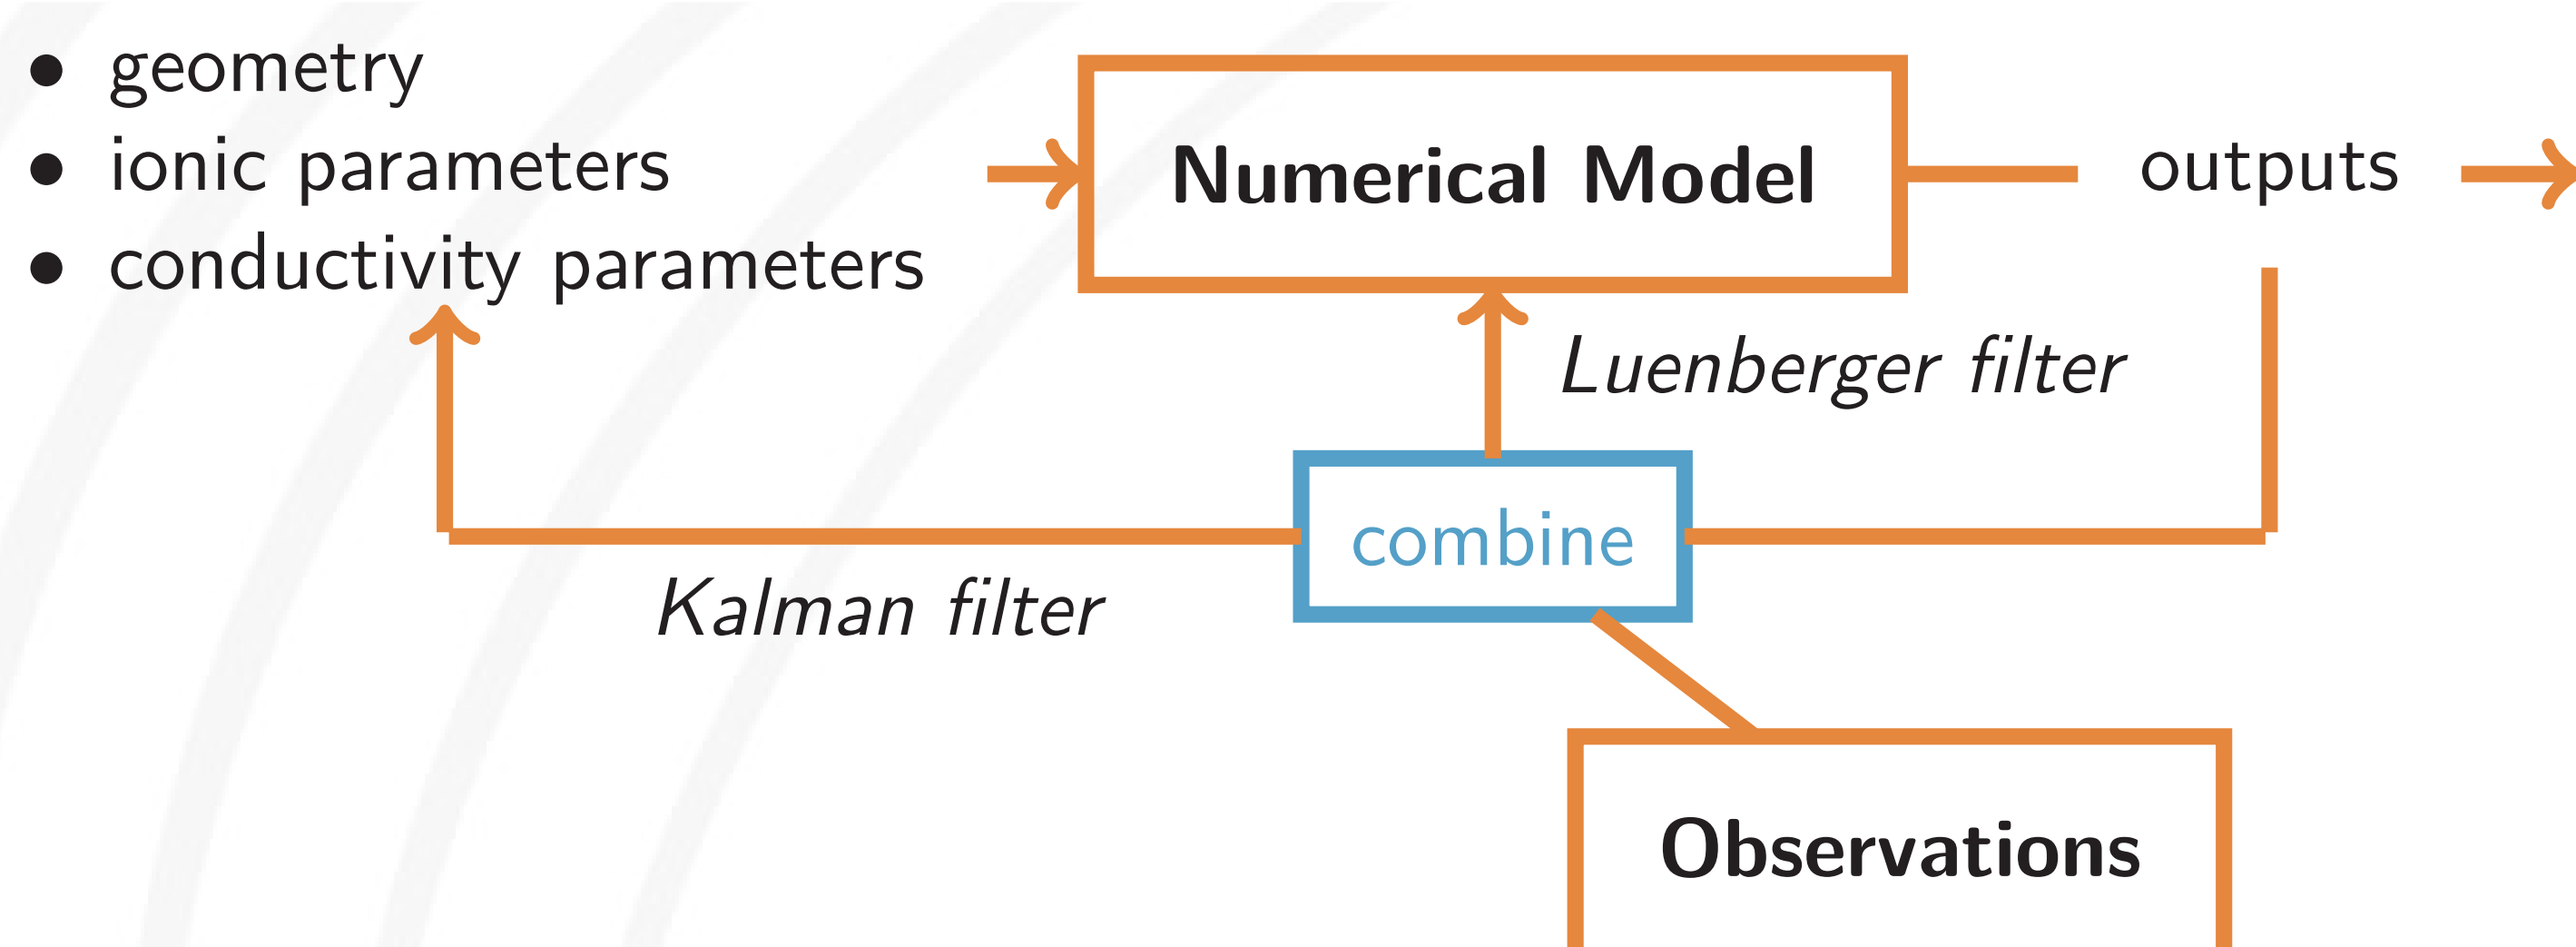 • geometry
• ionic parameters
• conductivity parameters
Numerical Model
outputs
Luenberger filter
combine
Kalman filter
Observations